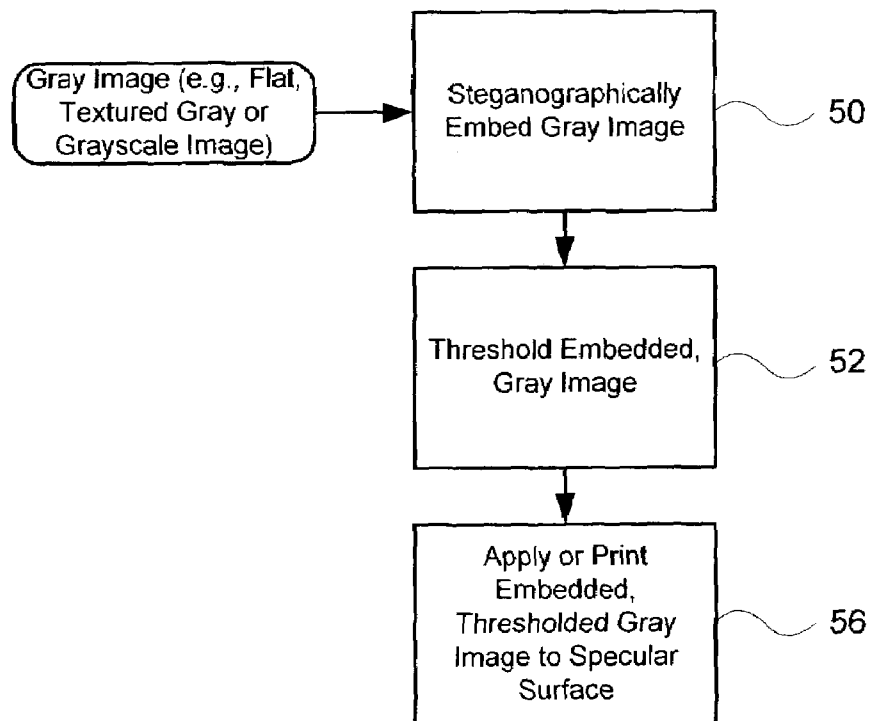 Gray Image (e.g., Flat,
Textured Gray or
Grayscale Image)
Steganographically
Embed Gray Image
50
Threshold Embedded,
Gray Image
52
Apply or Print
Embedded,
Thresholded Gray
Image to Specular
Surface
56